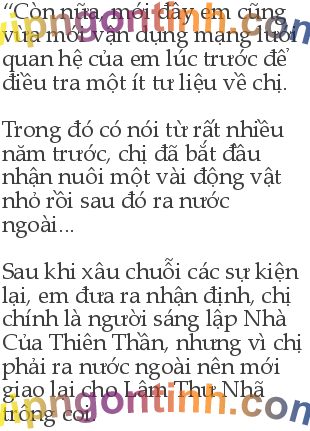 “Còn nữa, mới đây em cũng
vừa mới vận dụng mạng lưới
quan hệ của em lúc trước để
điều tra một ít tư liệu về chị.
Trong đó có nói từ rất nhiều
năm trước, chị đã bắt đầu
nhận nuôi một vài động vật
nhỏ rồi sau đó ra nước
ngoài...
Sau khi xâu chuỗi các sự kiện
lại, em đưa ra nhận định, chị
chính là người sáng lập Nhà
Của Thiên Thần, nhưng vì chị
phải ra nước ngoài nên mới
giao lại cho Lâm Thư Nhã
trông coi.
vipngontinh.com
vipngontinh.com